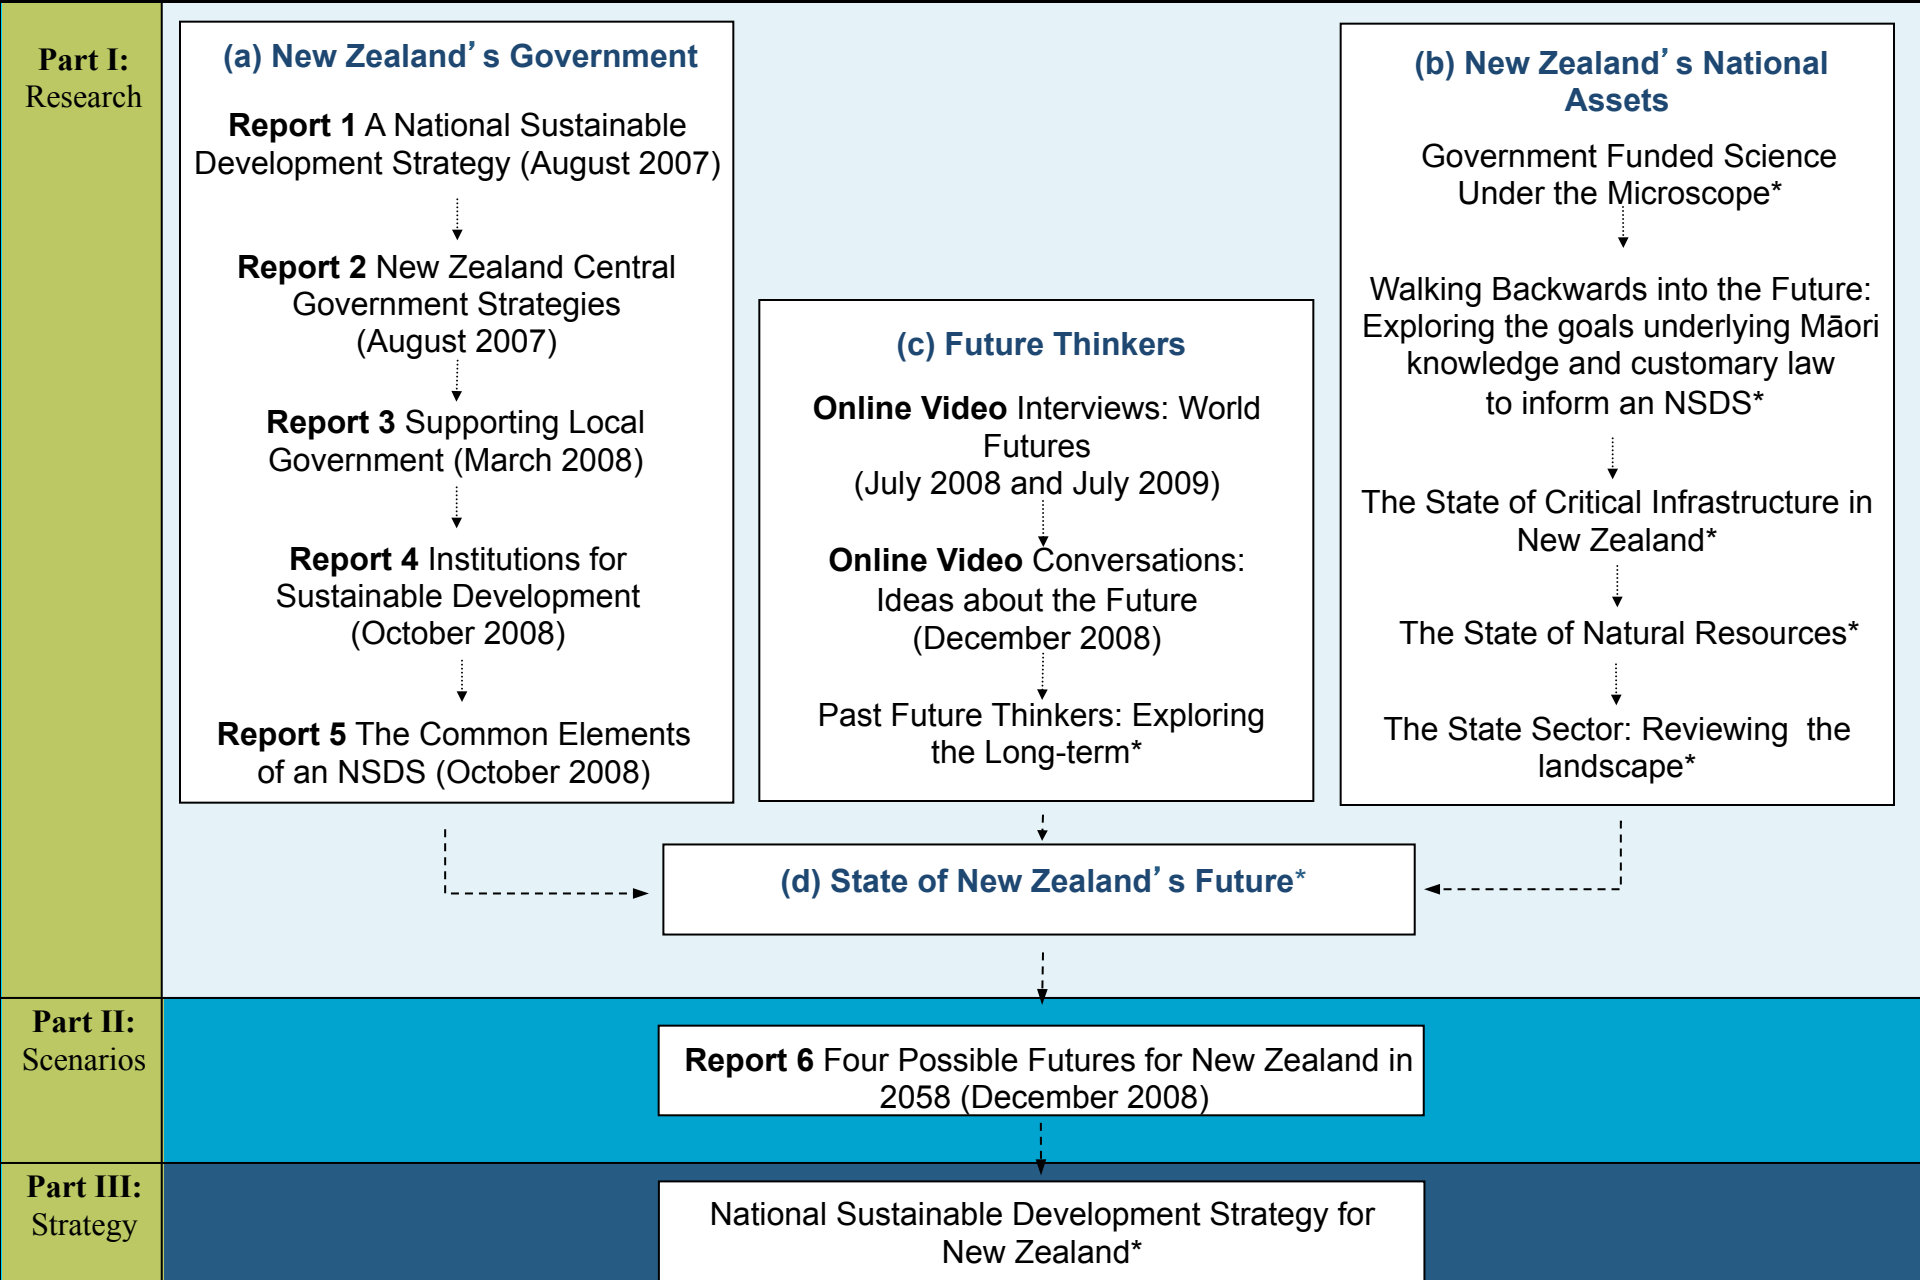 Part I:
Research
(a) New Zealand’s Government
Report 1 A National Sustainable
Development Strategy (August 2007)
Report 2 New Zealand Central
Government Strategies
(August 2007)
Report 3 Supporting Local
Government (March 2008)
Report 4 Institutions for
Sustainable Development
(October 2008)
Report 5 The Common Elements
of an NSDS (October 2008)
(c) Future Thinkers
Online Video Interviews: World
Futures
(July 2008 and July 2009)
Online Video Conversations:
Ideas about the Future
(December 2008)
Past Future Thinkers: Exploring
the Long-term*
(b) New Zealand’s National
Assets
Government Funded Science
Under the Microscope*
Walking Backwards into the Future:
Exploring the goals underlying Māori
knowledge and customary law
to inform an NSDS*
The State of Critical Infrastructure in
New Zealand*
The State of Natural Resources*
The State Sector: Reviewing the
landscape*
(d) State of New Zealand’s Future*
Part II:
Scenarios
Report 6 Four Possible Futures for New Zealand in
2058 (December 2008)
Part III:
Strategy
National Sustainable Development Strategy for
New Zealand*